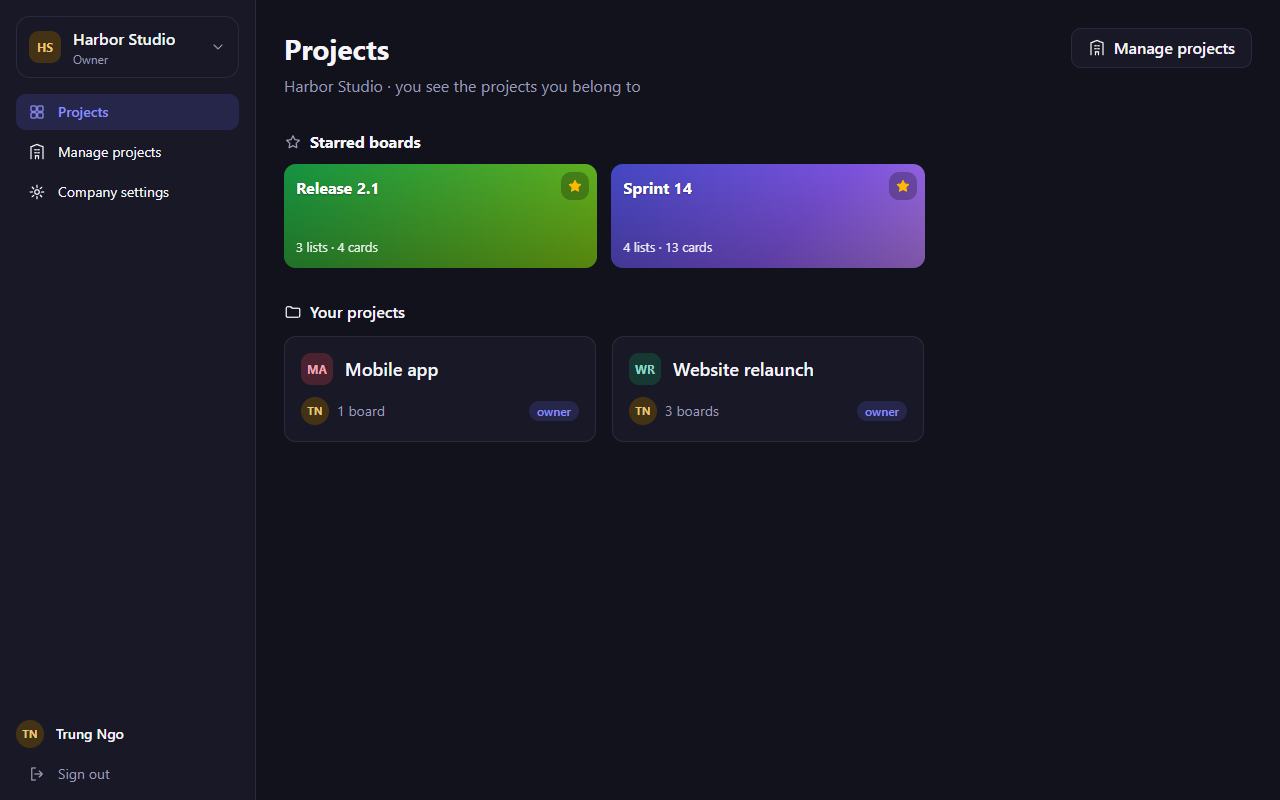 HS
Harbor Studio
Owner
Projects
Manage projects
Company settings
TN
Trung Ngo
Sign out
Projects
Harbor Studio · you see the projects you belong to
Manage projects
Starred boards
Release 2.1
3 lists · 4 cards
Sprint 14
4 lists · 13 cards
Your projects
MA
Mobile app
TN
1 board
owner
WR
Website relaunch
TN
3 boards
owner